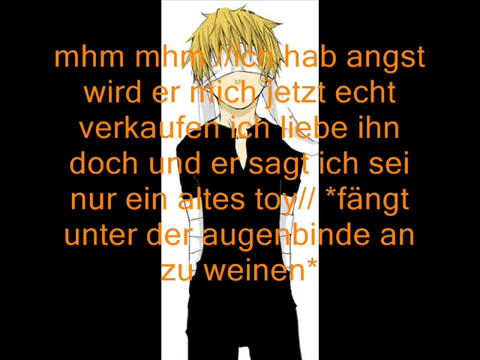 mhm mhm //ich hab angst
wird er mich jetzt echt
verkaufen ich liebe ihn
doch und er sagt ich sei
nur ein altes toy// *fängt
unter der augenbinde an
zu weinen*